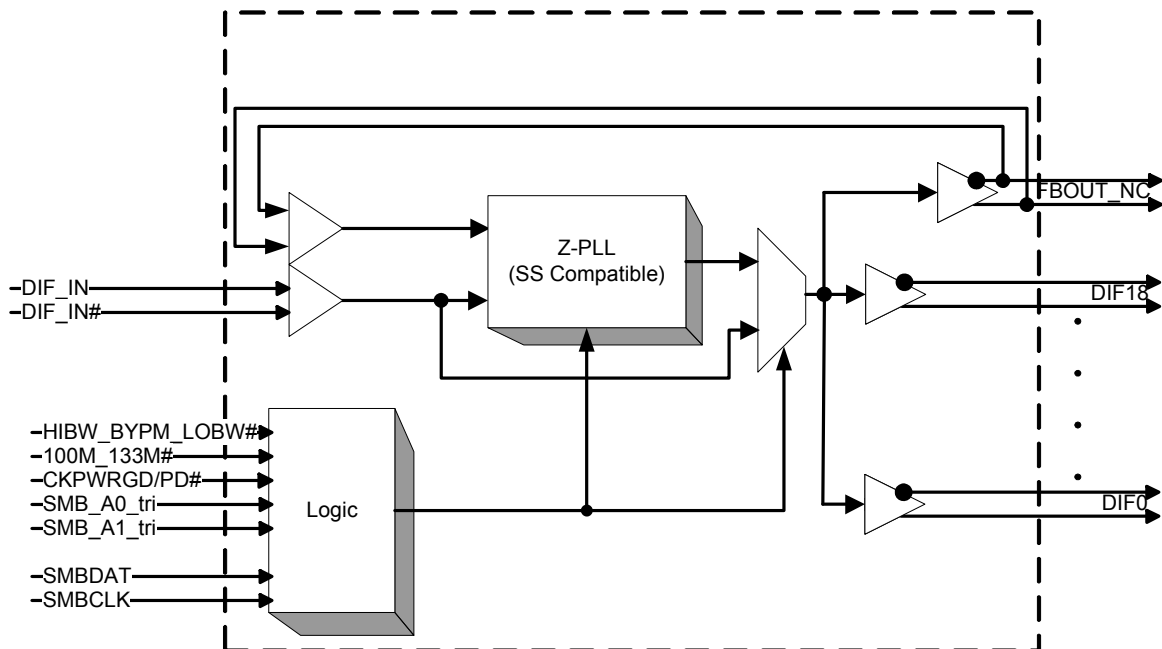 FBOUT_NC
Z-PLL
(SS Compatible)
DIF_IN
DIF_IN#
DIF18
HIBW_BYPM_LOBW#
100M_133M#
CKPWRGD/PD#
SMB_A0_tri
SMB_A1_tri
Logic
DIF0
SMBDAT
SMBCLK